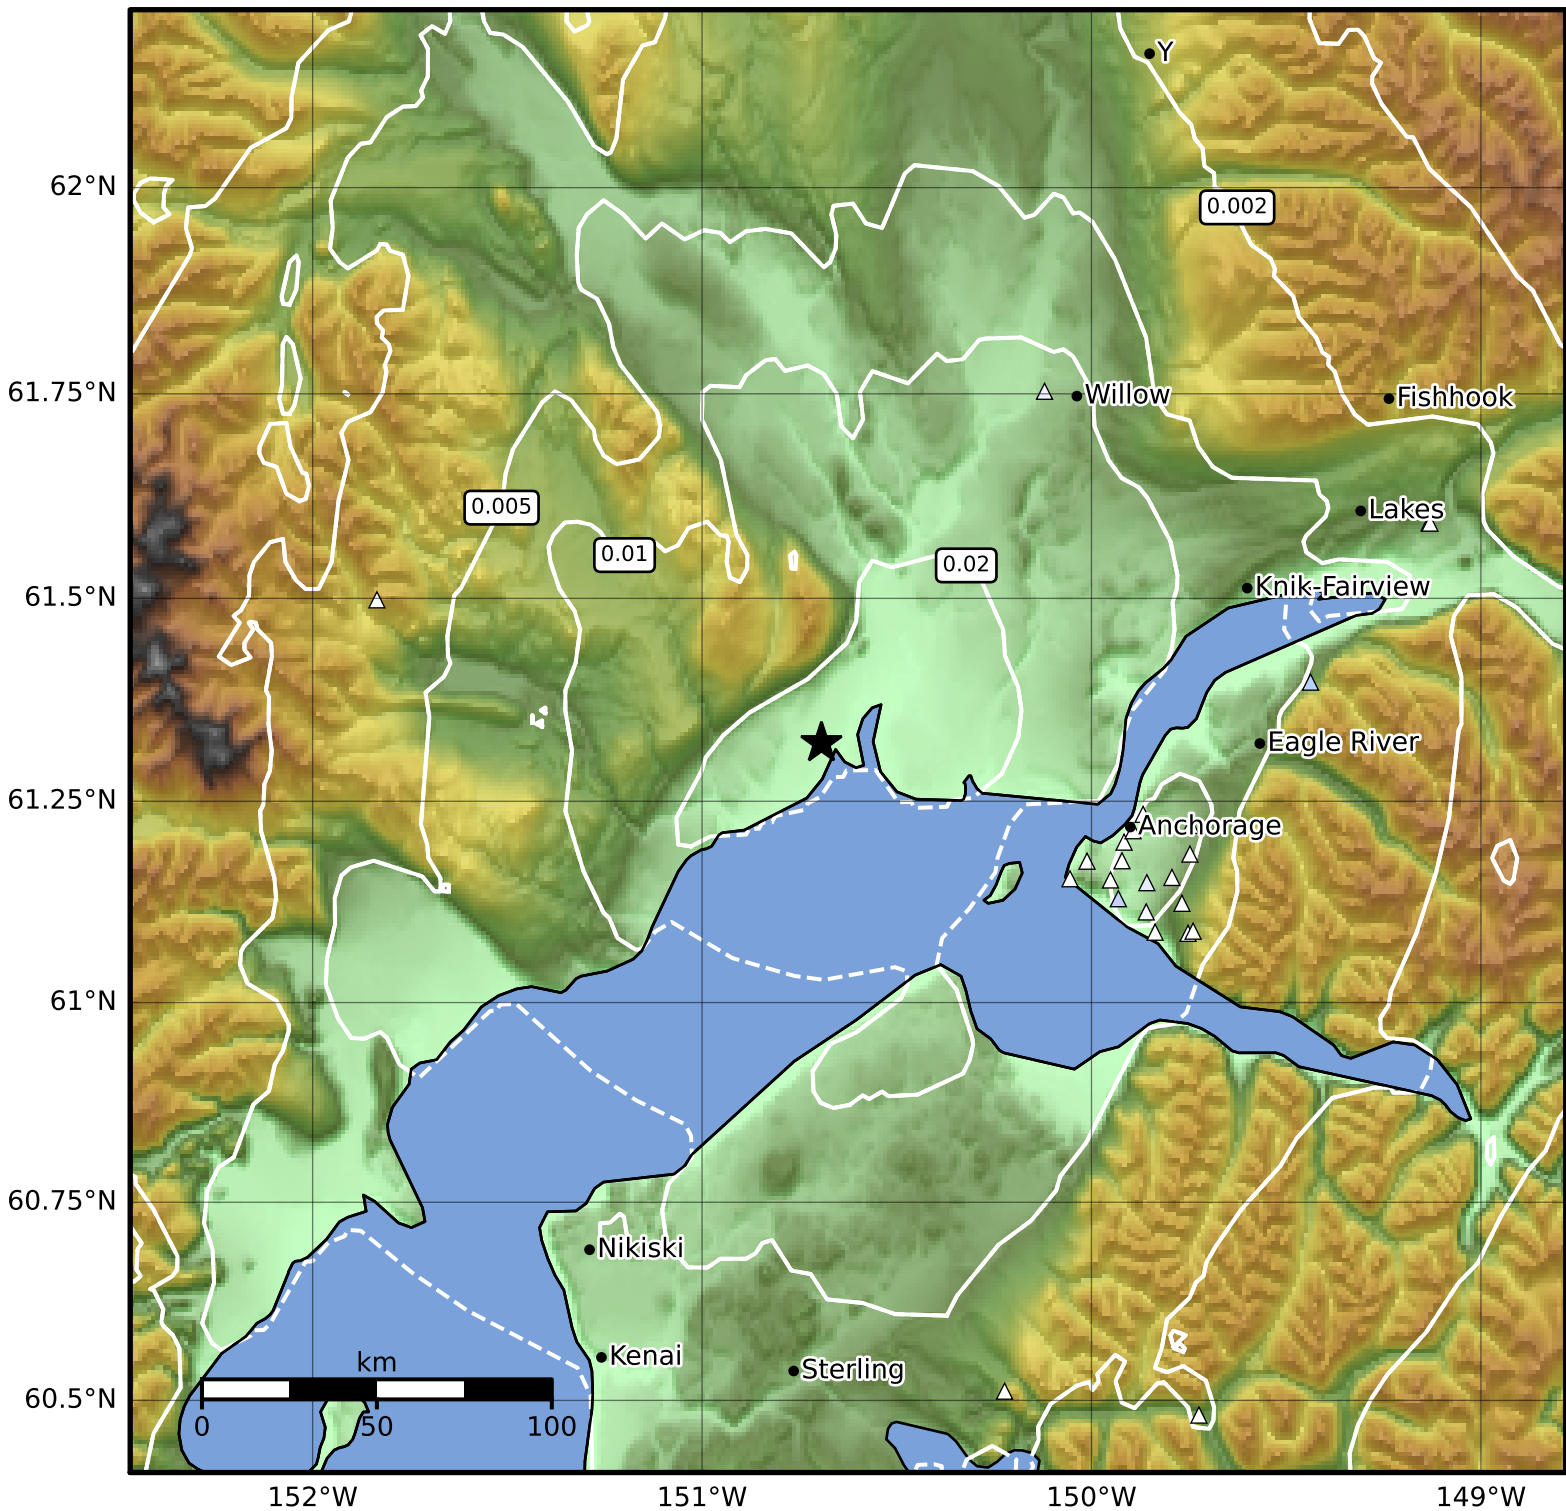 Y
62°N
0.002
61.75°N
Willow
Fishhook
0.005
Lakes
0.01
0.02
61.5°N
Knik-Fairview
Eagle River
61.25°N
Anchorage
61°N
60.75°N
Nikiski
Kenai
km
Sterling
60.5°N
0 50 100
152°W 151°W 150°W 149°W